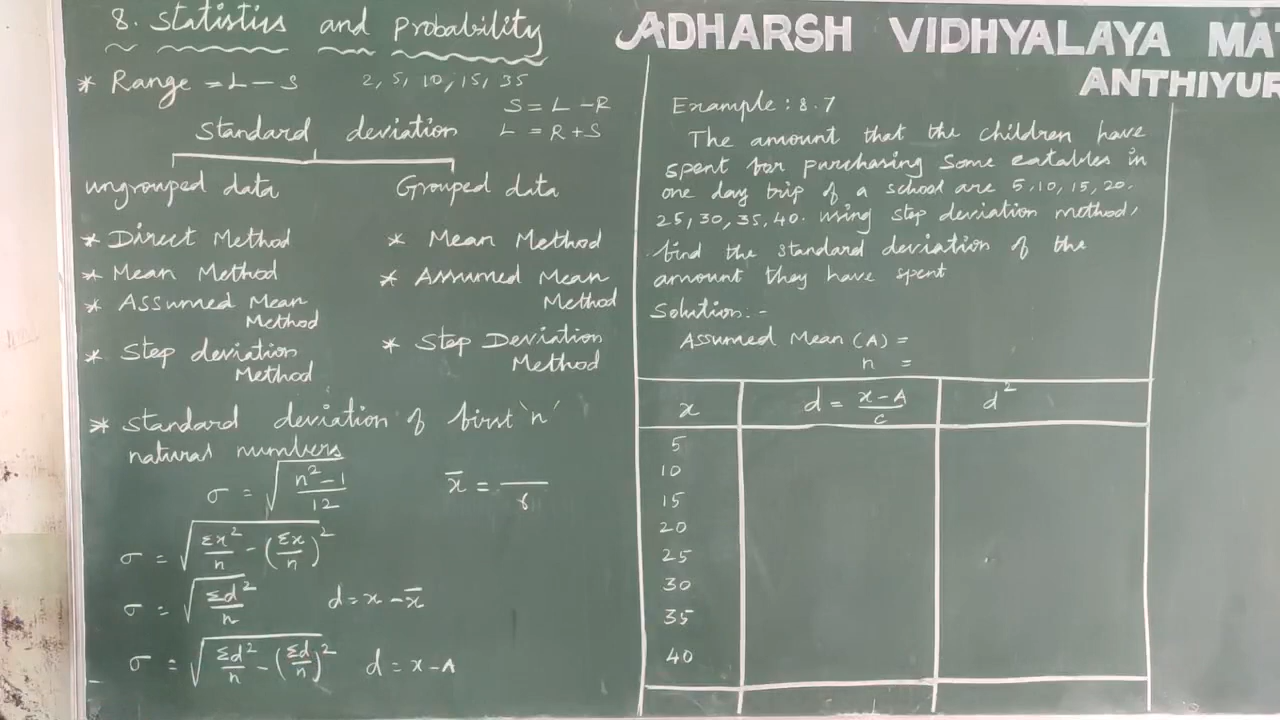 8. Statistics and Probability
* Range = L - S 2, 5, 10, 15, 35
S = L - R
L = R + S
Standard deviation
ungrouped data
* Direct Method
* Mean Method
* Assumed Mean
Method
* Step deviation
Method
Grouped data
* Mean Method
* Assumed Mean
Method
* Step Deviation
Method
* Standard deviation of first 'n'
natural numbers
σ = √((n² - 1)/12)
x̄ = —/8
σ = √(Σx²/n - (Σx/n)²)
σ = √(Σd²/n) d = x - x̄
σ = √(Σd²/n - (Σd/n)²) d = x - A
ADHARSH VIDHYALAYA MA
ANTHIYUR
Example: 8.7
The amount that the children have
spent for purchasing some eatables in
one day trip of a school are 5, 10, 15, 20.
25, 30, 35, 40. using step deviation method,
find the standard deviation of the
amount they have spent
Solution:-
Assumed Mean (A) =
n =
x d = (x - A)/c d²
5
10
15
20
25
30
35
40